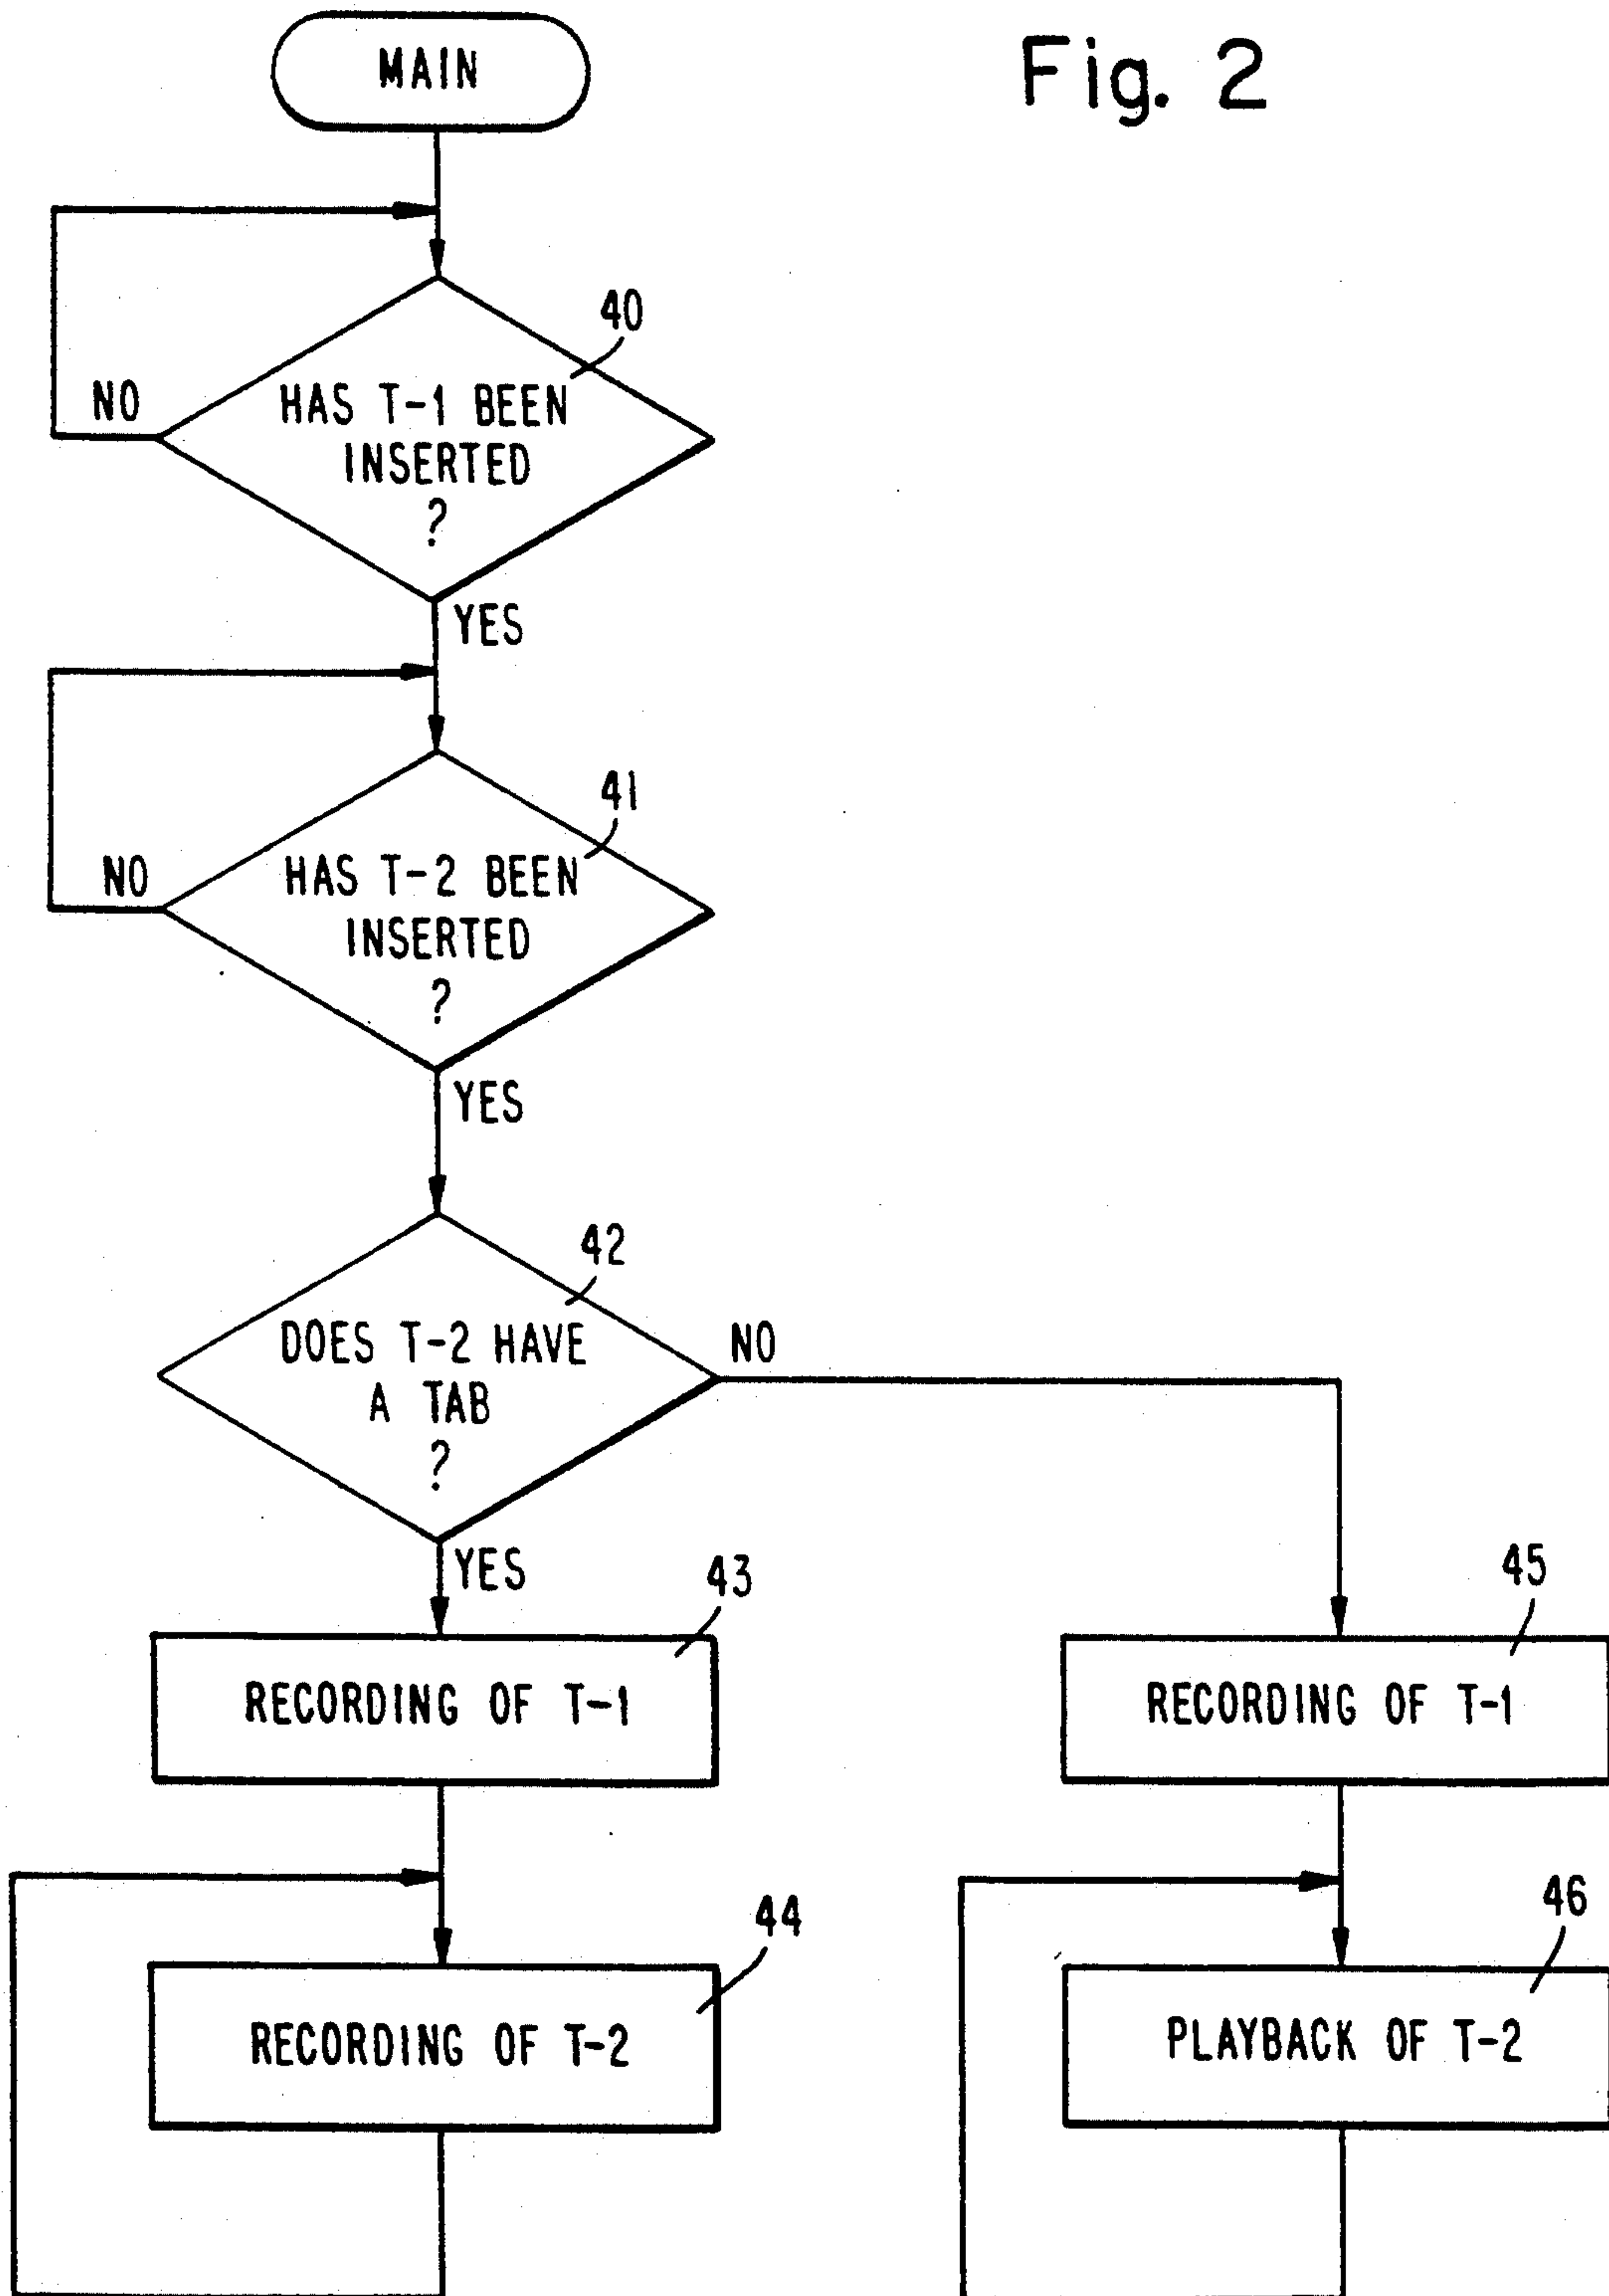 MAIN
Fig. 2
40
NO
HAS T-1 BEEN
INSERTED
?
YES
41
NO
HAS T-2 BEEN
INSERTED
?
YES
42
DOES T-2 HAVE
A TAB
?
NO
YES
43
RECORDING OF T-1
45
RECORDING OF T-1
44
RECORDING OF T-2
46
PLAYBACK OF T-2